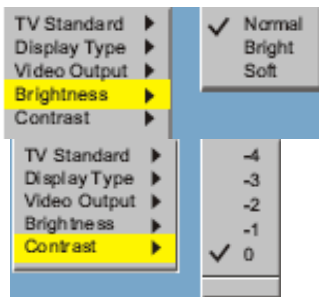 TV Standard
Display Type
Video Output
Brightness
Contrast
Normal
Bright
Soft
TV Standard
Display Type
Video Output
Brightness
Contrast
-4
-3
-2
-1
0